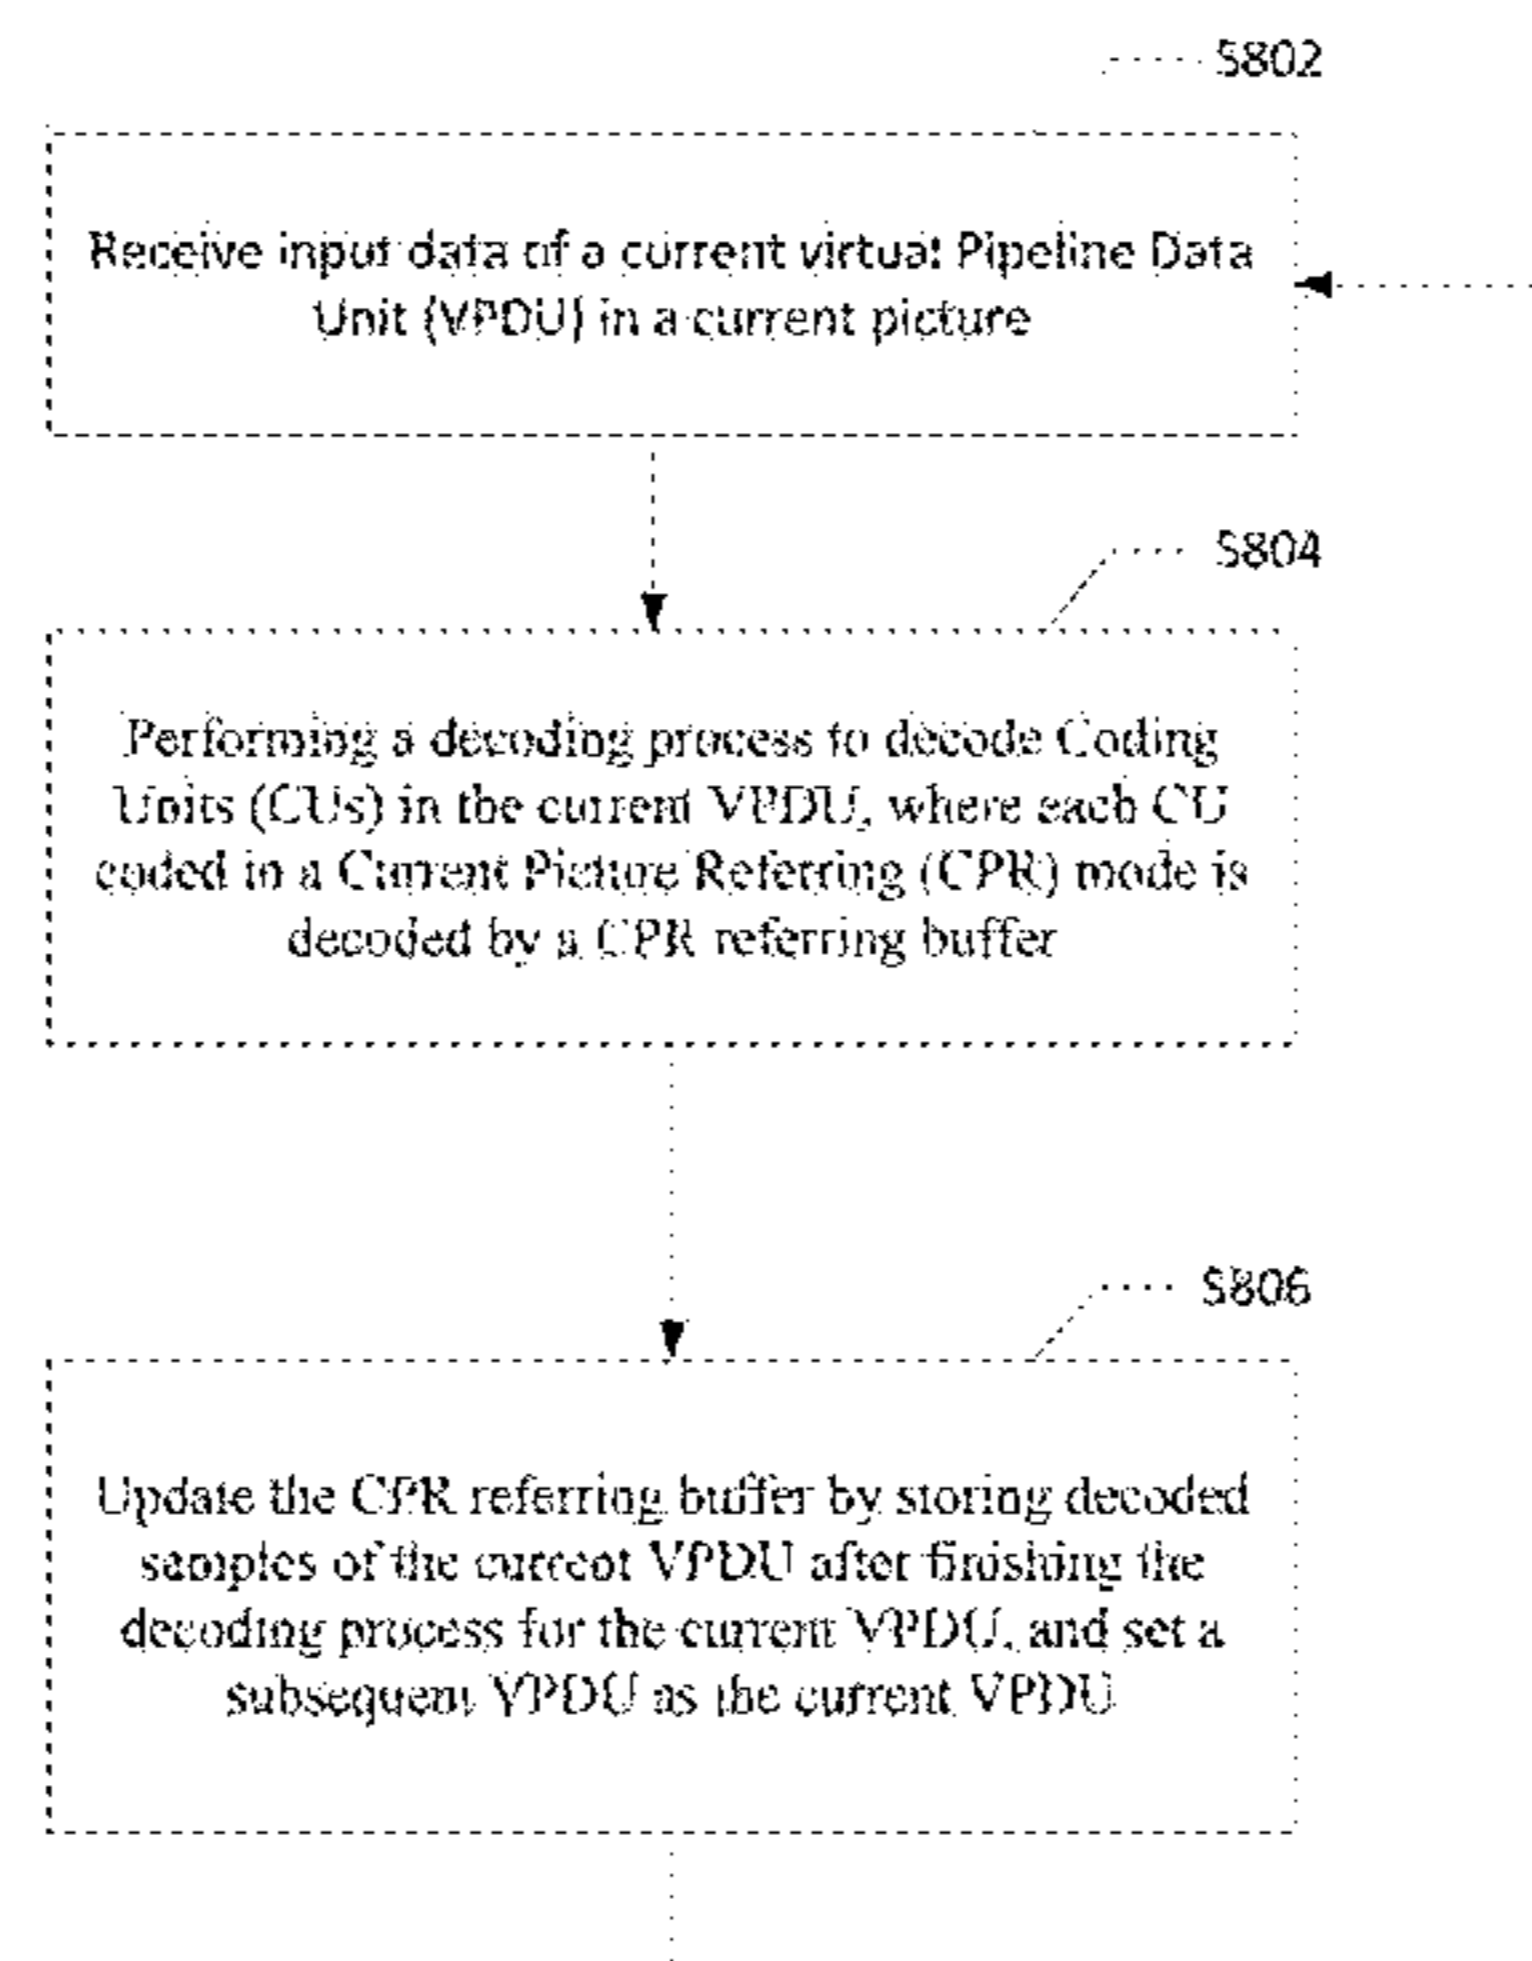 S802
Receive input data of a current virtual Pipeline Data
Unit (VPDU) in a current picture
S804
Performing a decoding process to decode Coding
Units (CUs) in the current VPDU, where each CU
coded in a Current Picture Referring (CPR) mode is
decoded by a CPR referring buffer
S806
Update the CPR referring buffer by storing decoded
samples of the current VPDU after finishing the
decoding process for the current VPDU, and set a
subsequent VPDU as the current VPDU